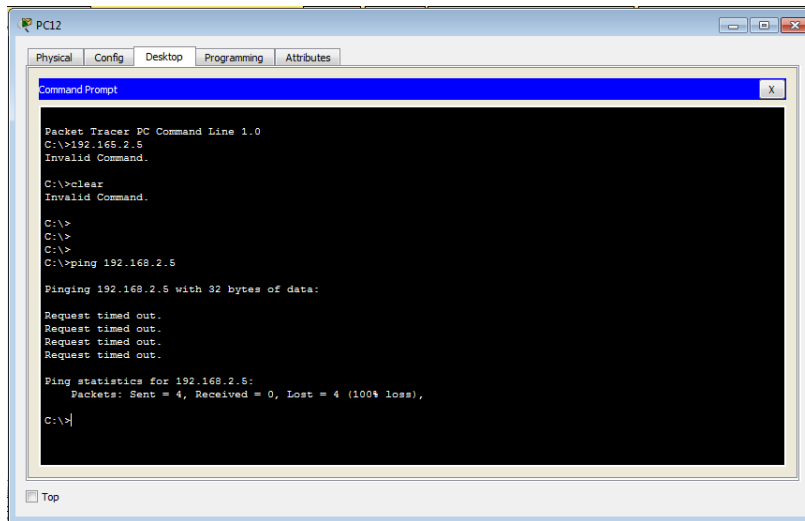 PC12
Physical Config Desktop Programming Attributes
Command Prompt
X
Packet Tracer PC Command Line 1.0
C:\>192.165.2.5
Invalid Command.
C:\>clear
Invalid Command.
C:\>
C:\>
C:\>
C:\>ping 192.168.2.5
Pinging 192.168.2.5 with 32 bytes of data:
Request timed out.
Request timed out.
Request timed out.
Request timed out.
Ping statistics for 192.168.2.5:
Packets: Sent = 4, Received = 0, Lost = 4 (100% loss),
C:\>
Top